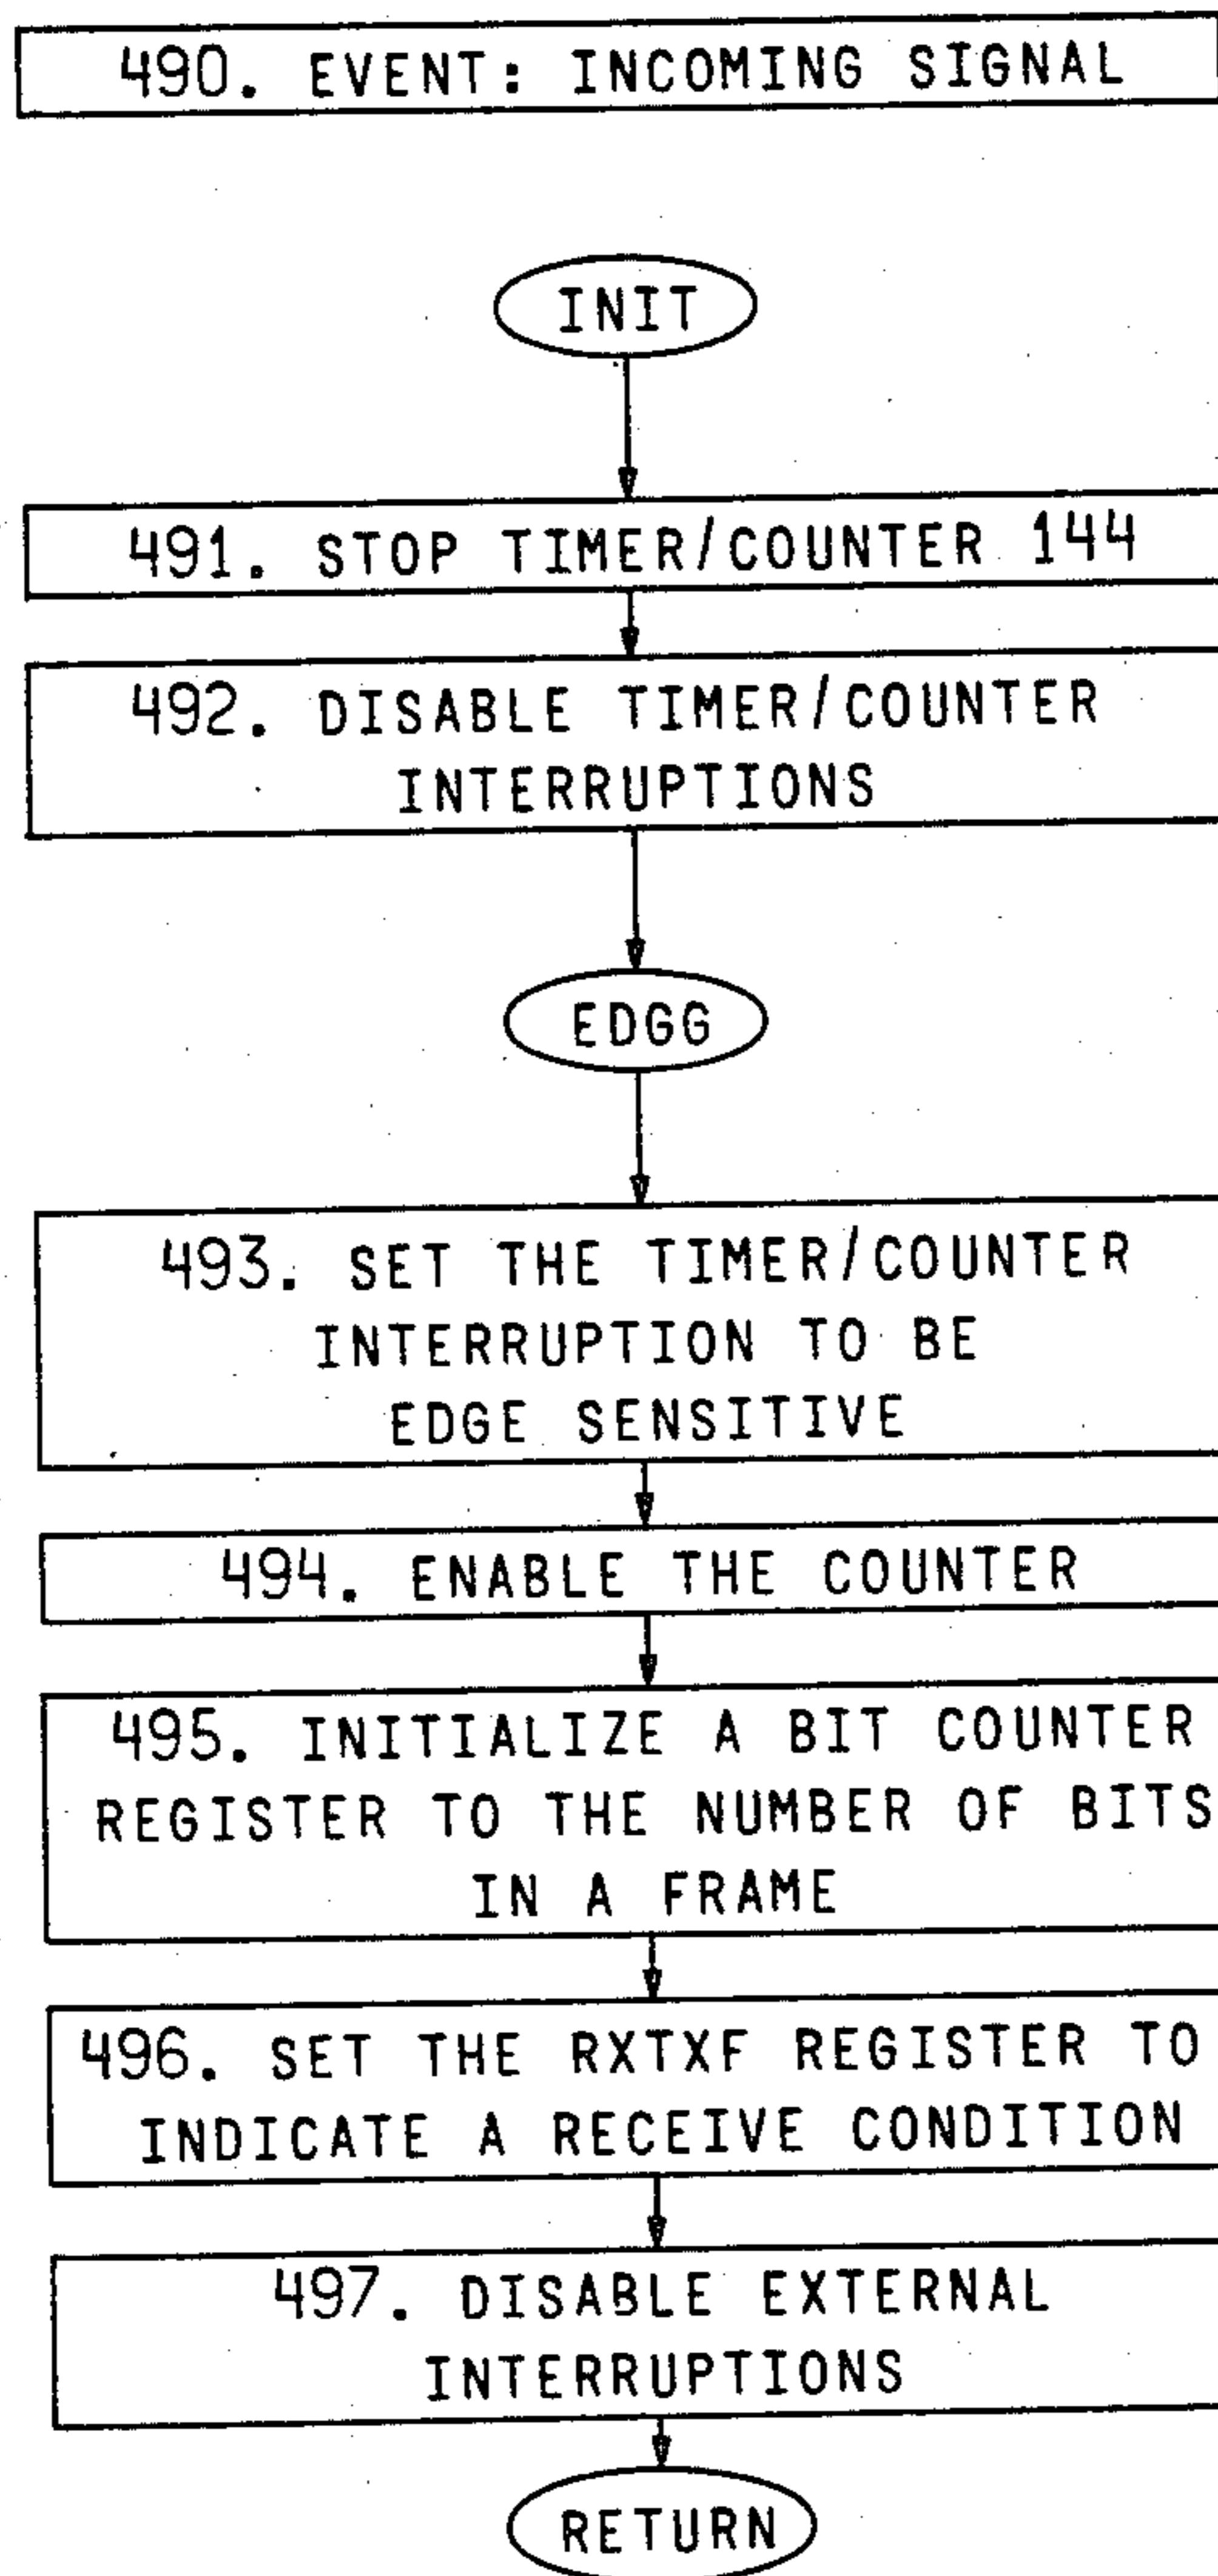 490. EVENT: INCOMING SIGNAL
INIT
491. STOP TIMER/COUNTER 144
492. DISABLE TIMER/COUNTER
INTERRUPTIONS
EDGG
493. SET THE TIMER/COUNTER
INTERRUPTION TO BE
EDGE SENSITIVE
494. ENABLE THE COUNTER
495. INITIALIZE A BIT COUNTER
REGISTER TO THE NUMBER OF BITS
IN A FRAME
496. SET THE RXTXF REGISTER TO
INDICATE A RECEIVE CONDITION
497. DISABLE EXTERNAL
INTERRUPTIONS
RETURN